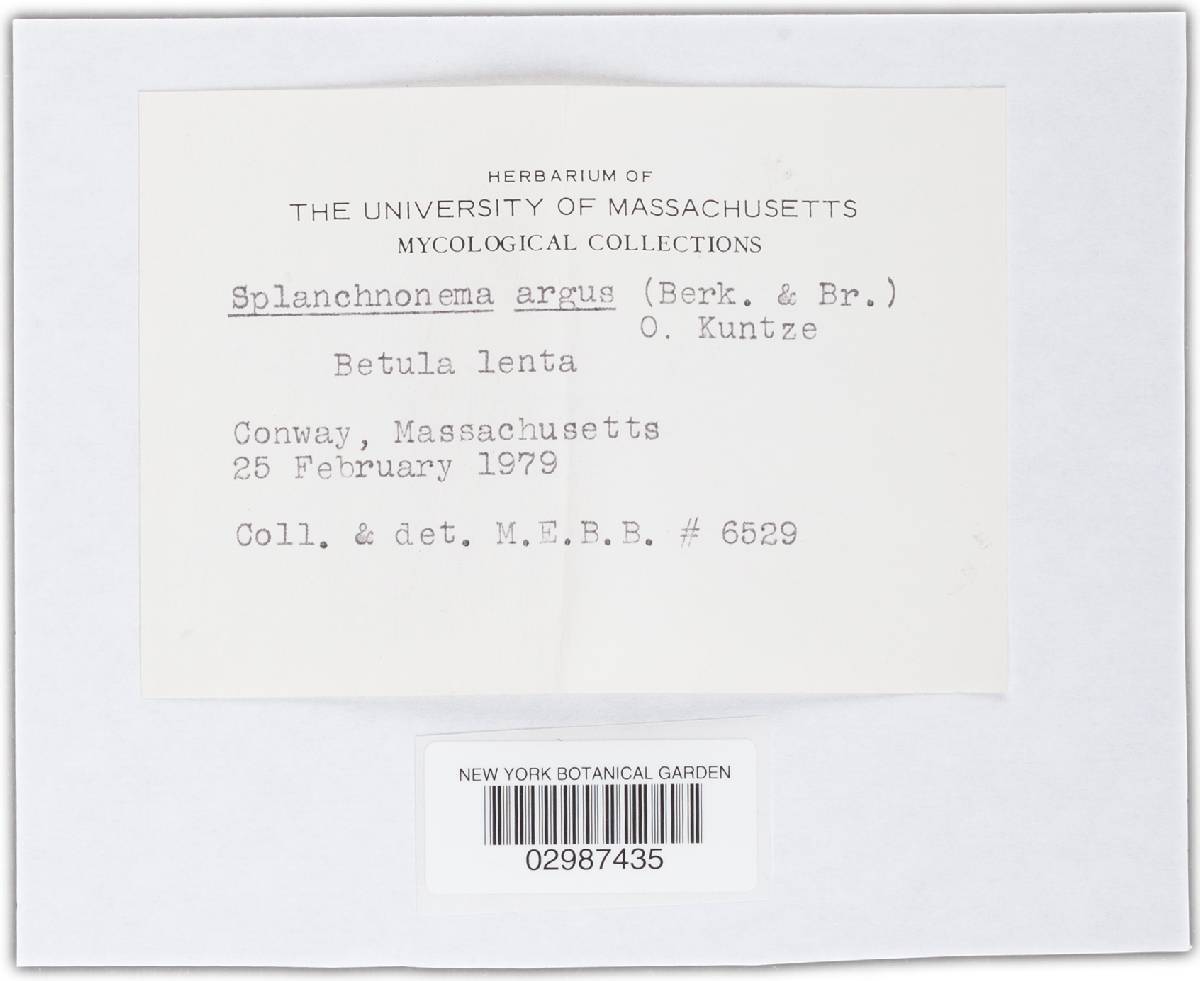 HERBARIUM OF
THE UNIVERSITY OF MASSACHUSETTS
MYCOLOGICAL COLLECTIONS
Splanchnonema argus (Berk. & Br.)
O. Kuntze
Betula lenta
Conway, Massachusetts
25 February 1979
Coll. & det. M.E.B.B. # 6529
NEW YORK BOTANICAL GARDEN
02987435